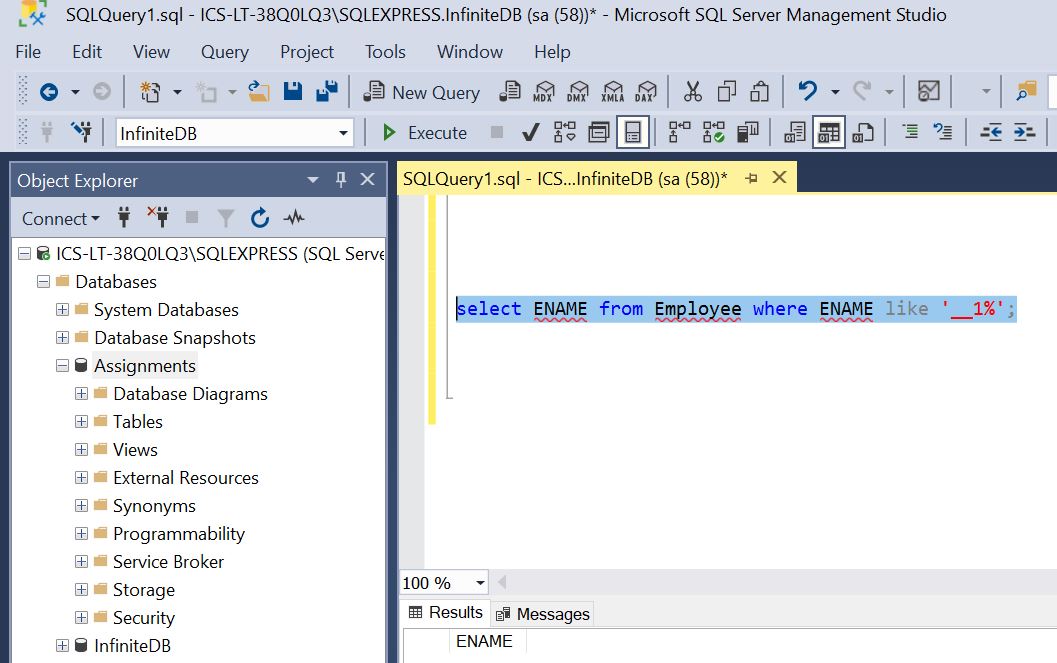 SQLQuery1.sql - ICS-LT-38Q0LQ3\SQLEXPRESS.InfiniteDB (sa (58))* - Microsoft SQL Server Management Studio
File Edit View Query Project Tools Window Help
New Query MDX DMX XMLA DAX
InfiniteDB Execute
Object Explorer
SQLQuery1.sql - ICS...InfiniteDB (sa (58))*
Connect
ICS-LT-38Q0LQ3\SQLEXPRESS (SQL Serve
Databases
System Databases
Database Snapshots
Assignments
Database Diagrams
Tables
Views
External Resources
Synonyms
Programmability
Service Broker
Storage
Security
InfiniteDB
select ENAME from Employee where ENAME like '__1%';
100 %
Results Messages
ENAME